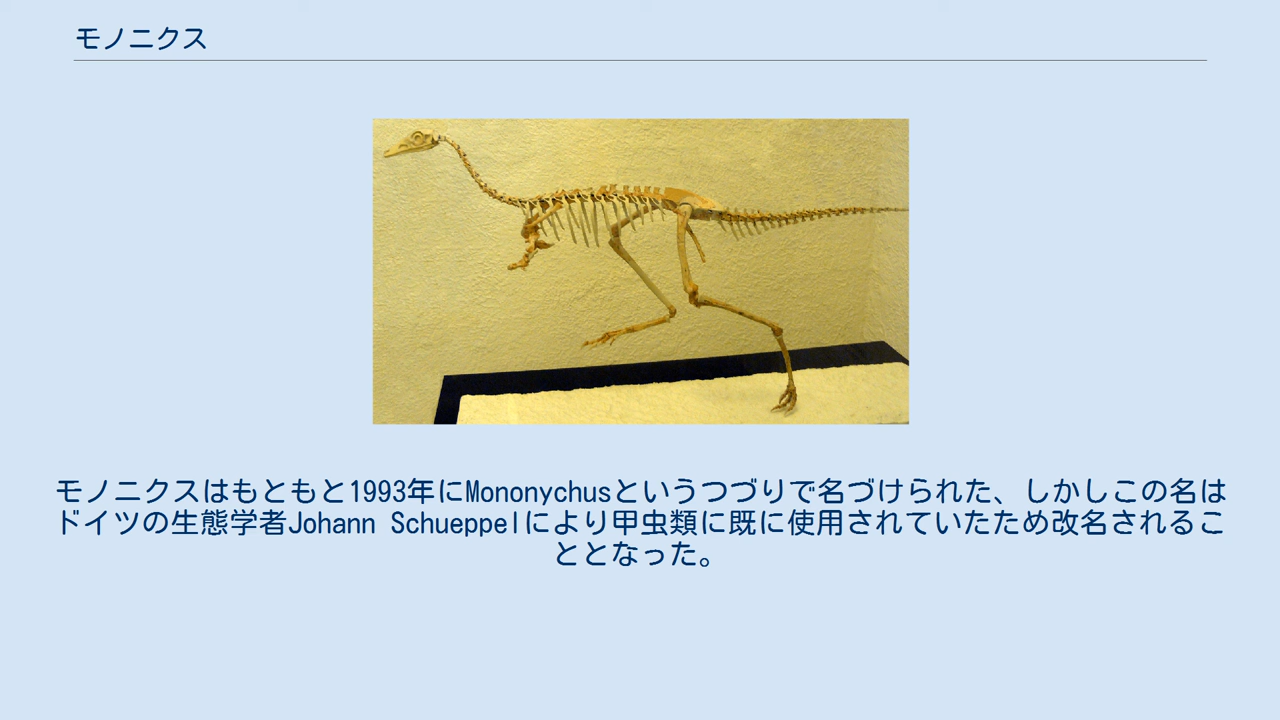 モノニクス
モノニクスはもともと1993年にMononychusというつづりで名づけられた、しかしこの名は
ドイツの生態学者Johann Schueppelにより甲虫類に既に使用されていたため改名されるこ
ととなった。